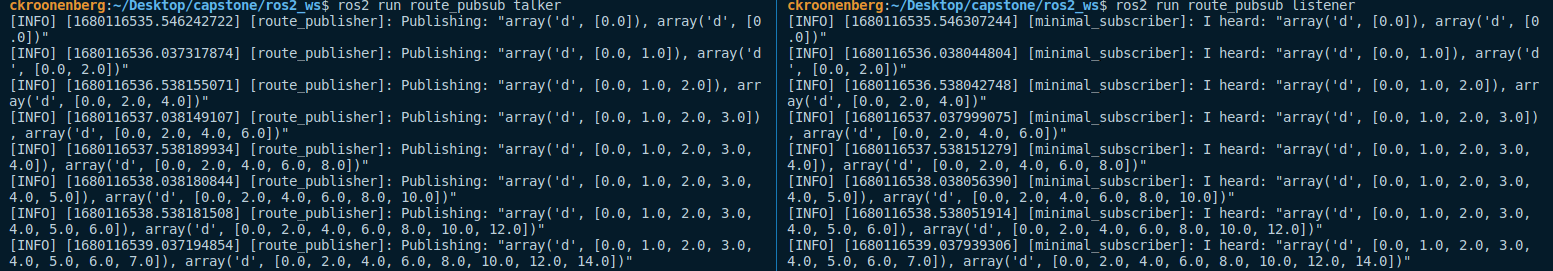 ckroonenberg:~/Desktop/capstone/ros2_ws$ ros2 run route_pubsub talker
[INFO] [1680116535.546242722] [route_publisher]: Publishing: "array('d', [0.0]), array('d', [0
.0])"
[INFO] [1680116536.037317874] [route_publisher]: Publishing: "array('d', [0.0, 1.0]), array('d
', [0.0, 2.0])"
[INFO] [1680116536.538155071] [route_publisher]: Publishing: "array('d', [0.0, 1.0, 2.0]), arr
ay('d', [0.0, 2.0, 4.0])"
[INFO] [1680116537.038149107] [route_publisher]: Publishing: "array('d', [0.0, 1.0, 2.0, 3.0])
, array('d', [0.0, 2.0, 4.0, 6.0])"
[INFO] [1680116537.538189934] [route_publisher]: Publishing: "array('d', [0.0, 1.0, 2.0, 3.0,
4.0]), array('d', [0.0, 2.0, 4.0, 6.0, 8.0])"
[INFO] [1680116538.038180844] [route_publisher]: Publishing: "array('d', [0.0, 1.0, 2.0, 3.0,
4.0, 5.0]), array('d', [0.0, 2.0, 4.0, 6.0, 8.0, 10.0])"
[INFO] [1680116538.538181508] [route_publisher]: Publishing: "array('d', [0.0, 1.0, 2.0, 3.0,
4.0, 5.0, 6.0]), array('d', [0.0, 2.0, 4.0, 6.0, 8.0, 10.0, 12.0])"
[INFO] [1680116539.037194854] [route_publisher]: Publishing: "array('d', [0.0, 1.0, 2.0, 3.0,
4.0, 5.0, 6.0, 7.0]), array('d', [0.0, 2.0, 4.0, 6.0, 8.0, 10.0, 12.0, 14.0])"
ckroonenberg:~/Desktop/capstone/ros2_ws$ ros2 run route_pubsub listener
[INFO] [1680116535.546307244] [minimal_subscriber]: I heard: "array('d', [0.0]), array('d', [0
.0])"
[INFO] [1680116536.038044804] [minimal_subscriber]: I heard: "array('d', [0.0, 1.0]), array('d
', [0.0, 2.0])"
[INFO] [1680116536.538042748] [minimal_subscriber]: I heard: "array('d', [0.0, 1.0, 2.0]), arr
ay('d', [0.0, 2.0, 4.0])"
[INFO] [1680116537.037999075] [minimal_subscriber]: I heard: "array('d', [0.0, 1.0, 2.0, 3.0])
, array('d', [0.0, 2.0, 4.0, 6.0])"
[INFO] [1680116537.538151279] [minimal_subscriber]: I heard: "array('d', [0.0, 1.0, 2.0, 3.0,
4.0]), array('d', [0.0, 2.0, 4.0, 6.0, 8.0])"
[INFO] [1680116538.038056390] [minimal_subscriber]: I heard: "array('d', [0.0, 1.0, 2.0, 3.0,
4.0, 5.0]), array('d', [0.0, 2.0, 4.0, 6.0, 8.0, 10.0])"
[INFO] [1680116538.538051914] [minimal_subscriber]: I heard: "array('d', [0.0, 1.0, 2.0, 3.0,
4.0, 5.0, 6.0]), array('d', [0.0, 2.0, 4.0, 6.0, 8.0, 10.0, 12.0])"
[INFO] [1680116539.037939306] [minimal_subscriber]: I heard: "array('d', [0.0, 1.0, 2.0, 3.0,
4.0, 5.0, 6.0, 7.0]), array('d', [0.0, 2.0, 4.0, 6.0, 8.0, 10.0, 12.0, 14.0])"